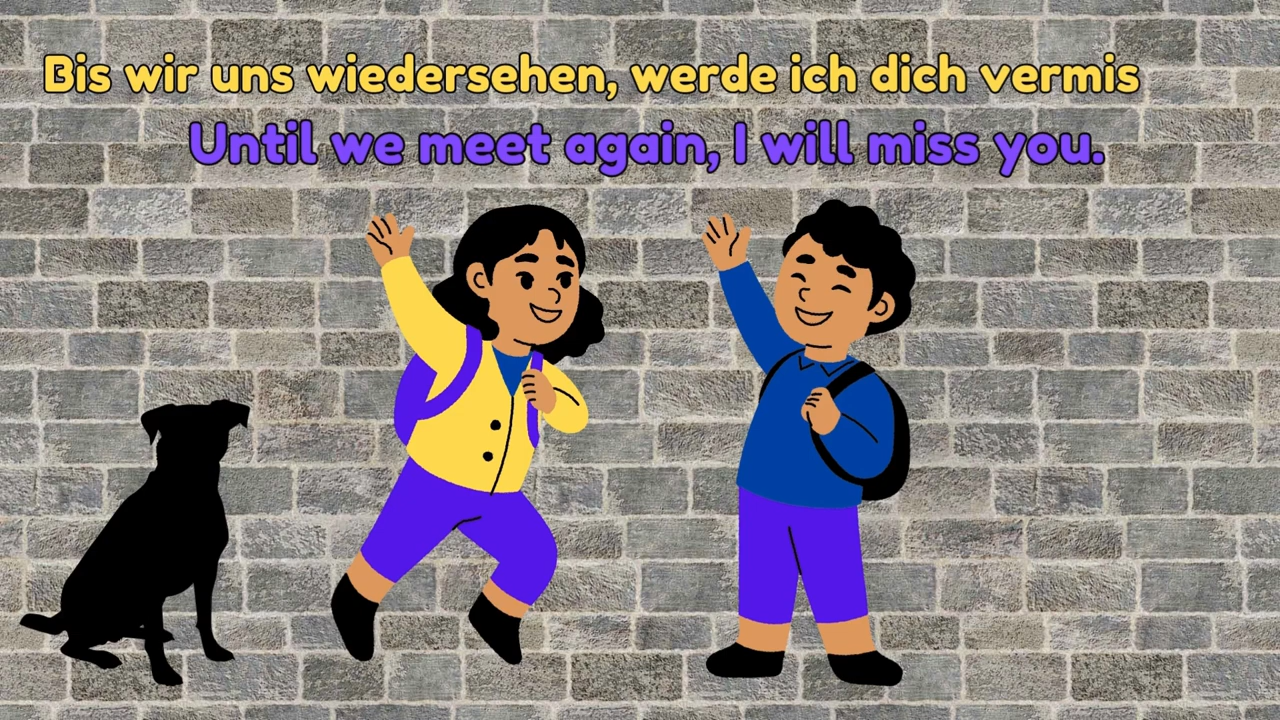 Bis wir uns wiedersehen, werde ich dich vermis
Until we meet again, I will miss you.